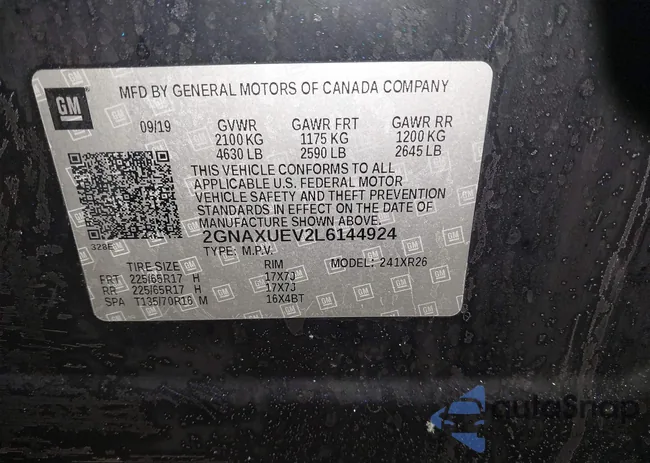 MFD BY GENERAL MOTORS OF CANADA COMPANY
GM
09/19 GVWR GAWR FRT GAWR RR
2100 KG 1175 KG 1200 KG
4630 LB 2590 LB 2645 LB
THIS VEHICLE CONFORMS TO ALL
APPLICABLE U.S. FEDERAL MOTOR
VEHICLE SAFETY AND THEFT PREVENTION
STANDARDS IN EFFECT ON THE DATE OF
MANUFACTURE SHOWN ABOVE.
328E
2GNAXUEV2L6144924
TYPE: M.P.V. MODEL: 241XR26
TIRE SIZE RIM
FRT 225/65R17 H 17X7J
RR 225/65R17 H 17X7J
SPA T135/70R16 M 16X4BT
autoSnap